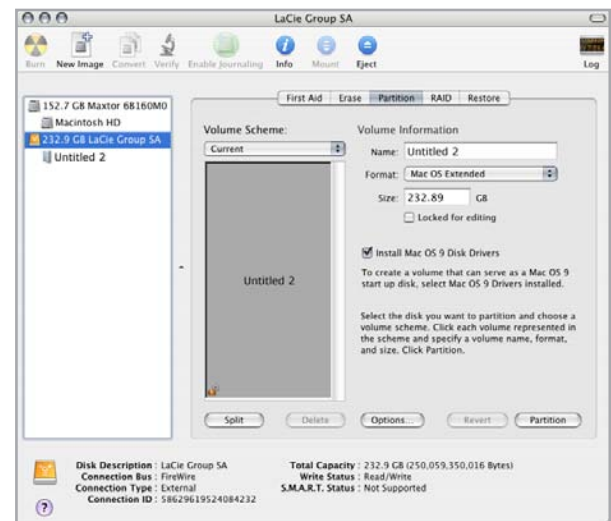 LaCie Group SA
Burn New Image Convert Verify Enable Journaling Info Mount Eject Log
152.7 GB Maxtor 6B160M0
Macintosh HD
232.9 GB LaCie Group SA
Untitled 2
First Aid Erase Partition RAID Restore
Volume Scheme:
Current
Untitled 2
Volume Information
Name: Untitled 2
Format: Mac OS Extended
Size: 232.89 GB
Locked for editing
Install Mac OS 9 Disk Drivers
To create a volume that can serve as a Mac OS 9
start up disk, select Mac OS 9 Drivers installed.
Select the disk you want to partition and choose a
volume scheme. Click each volume represented in
the scheme and specify a volume name, format,
and size. Click Partition.
Split Delete Options... Revert Partition
Disk Description : LaCie Group SA
Connection Bus : FireWire
Connection Type : External
Connection ID : 58629619524084232
Total Capacity : 232.9 GB (250,059,350,016 Bytes)
Write Status : Read/Write
S.M.A.R.T. Status : Not Supported
?